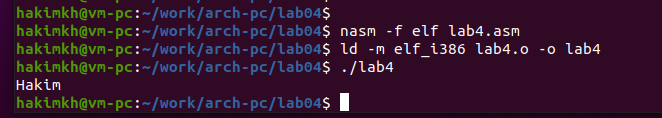 hakimkh@vm-pc:~/work/arch-pc/lab04$
hakimkh@vm-pc:~/work/arch-pc/lab04$ nasm -f elf lab4.asm
hakimkh@vm-pc:~/work/arch-pc/lab04$ ld -m elf_i386 lab4.o -o lab4
hakimkh@vm-pc:~/work/arch-pc/lab04$ ./lab4
Hakim
hakimkh@vm-pc:~/work/arch-pc/lab04$